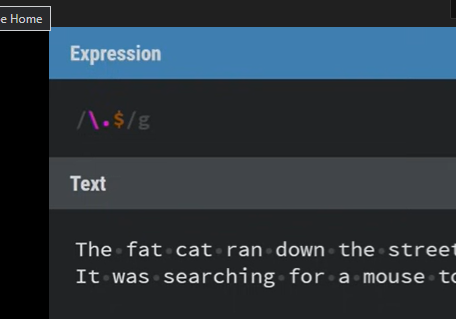 e Home
Expression
/\.$/g
Text
The fat cat ran down the street
It was searching for a mouse to